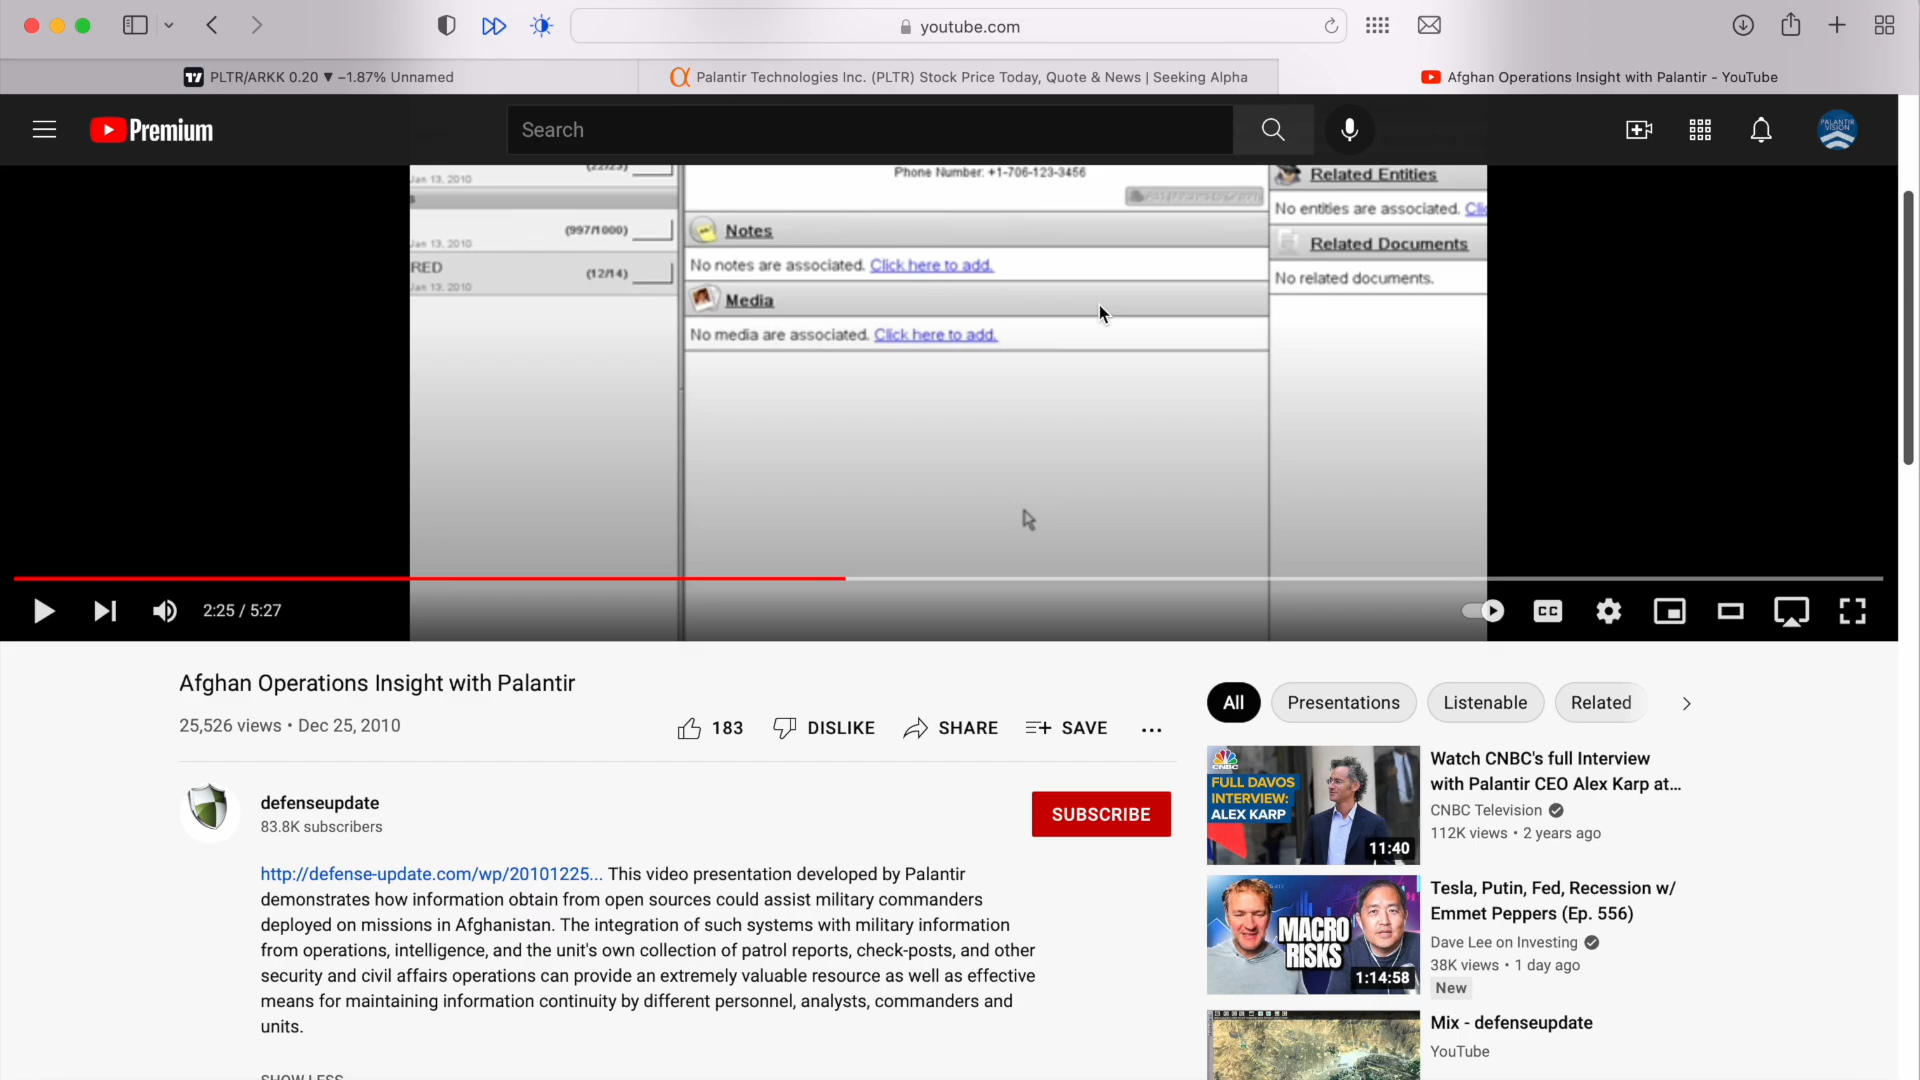 youtube.com
PLTR/ARKK 0.20 ▼ −1.87% Unnamed
Palantir Technologies Inc. (PLTR) Stock Price Today, Quote & News | Seeking Alpha
Afghan Operations Insight with Palantir - YouTube
Premium
Search
PALANTIR
VISION
(22/23)
Jan 13, 2010
(997/1000)
Jan 13, 2010
RED
(12/14)
Jan 13, 2010
Phone Number: +1-706-123-3456
Notes
No notes are associated. Click here to add.
Media
No media are associated. Click here to add.
Related Entities
No entities are associated. Cli
Related Documents
No related documents.
2:25 / 5:27
CC
Afghan Operations Insight with Palantir
25,526 views • Dec 25, 2010
183
DISLIKE
SHARE
SAVE
...
defenseupdate
83.8K subscribers
SUBSCRIBE
http://defense-update.com/wp/20101225... This video presentation developed by Palantir
demonstrates how information obtain from open sources could assist military commanders
deployed on missions in Afghanistan. The integration of such systems with military information
from operations, intelligence, and the unit's own collection of patrol reports, check-posts, and other
security and civil affairs operations can provide an extremely valuable resource as well as effective
means for maintaining information continuity by different personnel, analysts, commanders and
units.
SHOW LESS
All
Presentations
Listenable
Related
CNBC
FULL DAVOS
INTERVIEW:
ALEX KARP
11:40
Watch CNBC's full Interview
with Palantir CEO Alex Karp at...
CNBC Television
112K views • 2 years ago
MACRO
RISKS
1:14:58
Tesla, Putin, Fed, Recession w/
Emmet Peppers (Ep. 556)
Dave Lee on Investing
38K views • 1 day ago
New
Mix - defenseupdate
YouTube